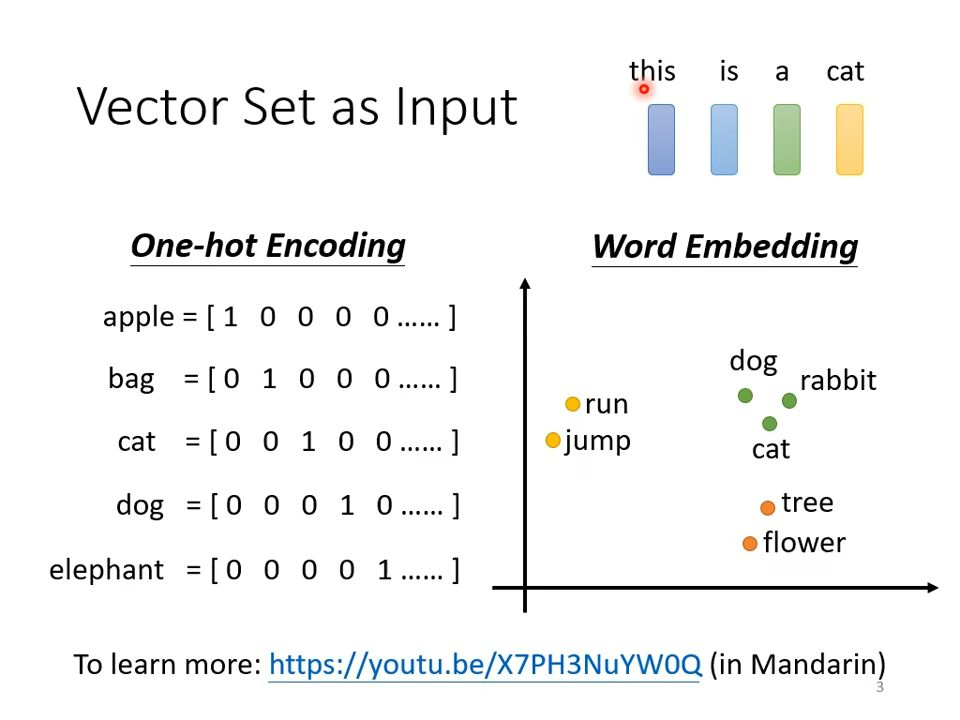 Vector Set as Input
this is a cat
One-hot Encoding
apple = [ 1 0 0 0 0 …… ]
bag = [ 0 1 0 0 0 …… ]
cat = [ 0 0 1 0 0 …… ]
dog = [ 0 0 0 1 0 …… ]
elephant = [ 0 0 0 0 1 …… ]
Word Embedding
dog
rabbit
run
jump
cat
tree
flower
To learn more: https://youtu.be/X7PH3NuYW0Q (in Mandarin)
3